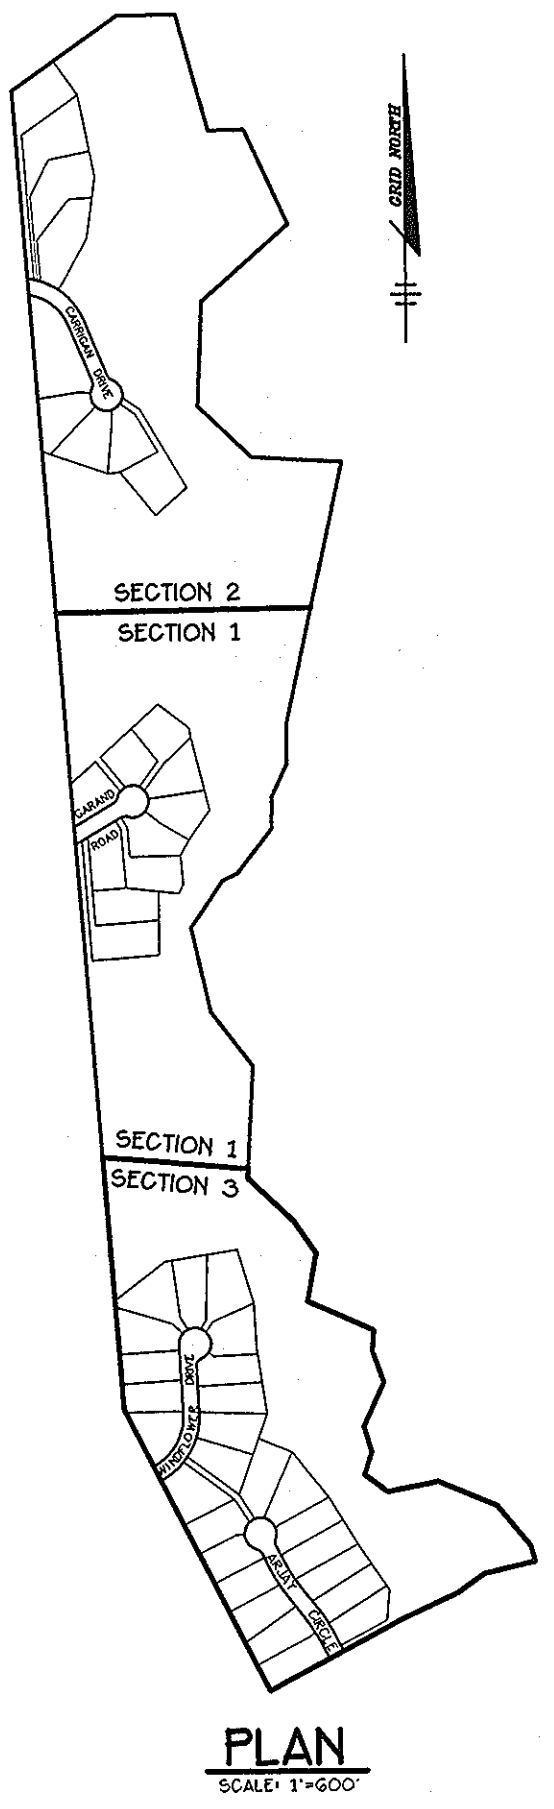 GRID NORTH
CARRIGAN DRIVE
SECTION 2
SECTION 1
GARAND
ROAD
SECTION 1
SECTION 3
WINDFLOWER DRIVE
ARJAY CIRCLE
PLAN
SCALE: 1"=600'